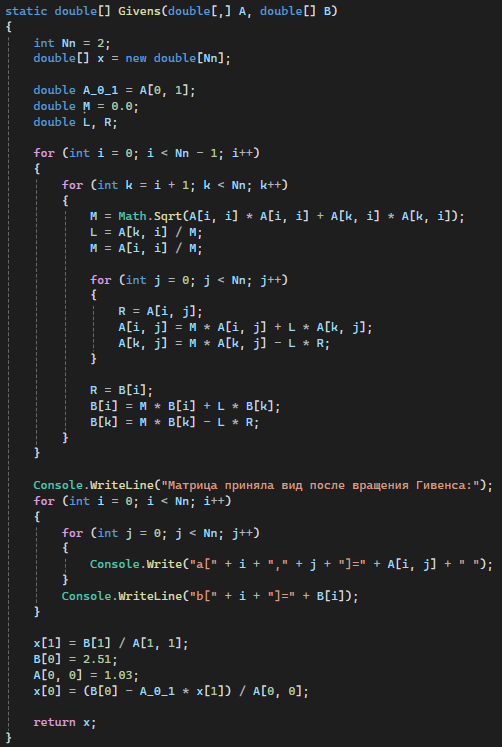 static double[] Givens(double[,] A, double[] B)
{
int Nn = 2;
double[] x = new double[Nn];
double A_0_1 = A[0, 1];
double M = 0.0;
double L, R;
for (int i = 0; i < Nn - 1; i++)
{
for (int k = i + 1; k < Nn; k++)
{
M = Math.Sqrt(A[i, i] * A[i, i] + A[k, i] * A[k, i]);
L = A[k, i] / M;
M = A[i, i] / M;
for (int j = 0; j < Nn; j++)
{
R = A[i, j];
A[i, j] = M * A[i, j] + L * A[k, j];
A[k, j] = M * A[k, j] - L * R;
}
R = B[i];
B[i] = M * B[i] + L * B[k];
B[k] = M * B[k] - L * R;
}
}
Console.WriteLine("Матрица приняла вид после вращения Гивенса:");
for (int i = 0; i < Nn; i++)
{
for (int j = 0; j < Nn; j++)
{
Console.Write("a[" + i + "," + j + "]=" + A[i, j] + " ");
}
Console.WriteLine("b[" + i + "]=" + B[i]);
}
x[1] = B[1] / A[1, 1];
B[0] = 2.51;
A[0, 0] = 1.03;
x[0] = (B[0] - A_0_1 * x[1]) / A[0, 0];
return x;
}